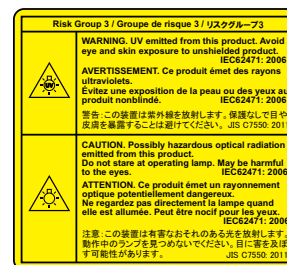 Risk Group 3 / Groupe de risque 3 / リスクグループ3
WARNING. UV emitted from this product. Avoid
eye and skin exposure to unshielded product.
IEC62471: 2006
AVERTISSEMENT. Ce produit émet des rayons
ultraviolets.
Évitez une exposition de la peau ou des yeux au
produit nonblindé. IEC62471: 2006
警告:この装置は紫外線を放射します。保護なしで目や
皮膚を暴露することは避けてください。 JIS C7550: 2011
UV
CAUTION. Possibly hazardous optical radiation
emitted from this product.
Do not stare at operating lamp. May be harmful
to the eyes. IEC62471: 2006
ATTENTION. Ce produit émet un rayonnement
optique potentiellement dangereux.
Ne regardez pas directement la lampe quand
elle est allumée. Peut être nocif pour les yeux.
IEC62471: 2006
注意:この装置は有害なおそれのある光を放射します。
動作中のランプを見つめないでください。目に害を及ぼ
す可能性があります。 JIS C7550: 2011